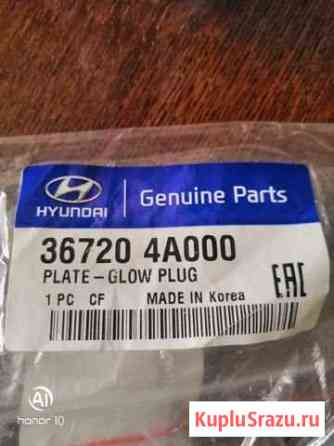 HYUNDAI
Genuine Parts
36720 4A000
PLATE-GLOW PLUG
1 PC CF MADE IN Korea
EAC
AI
honor 10
KupluSrazu.ru